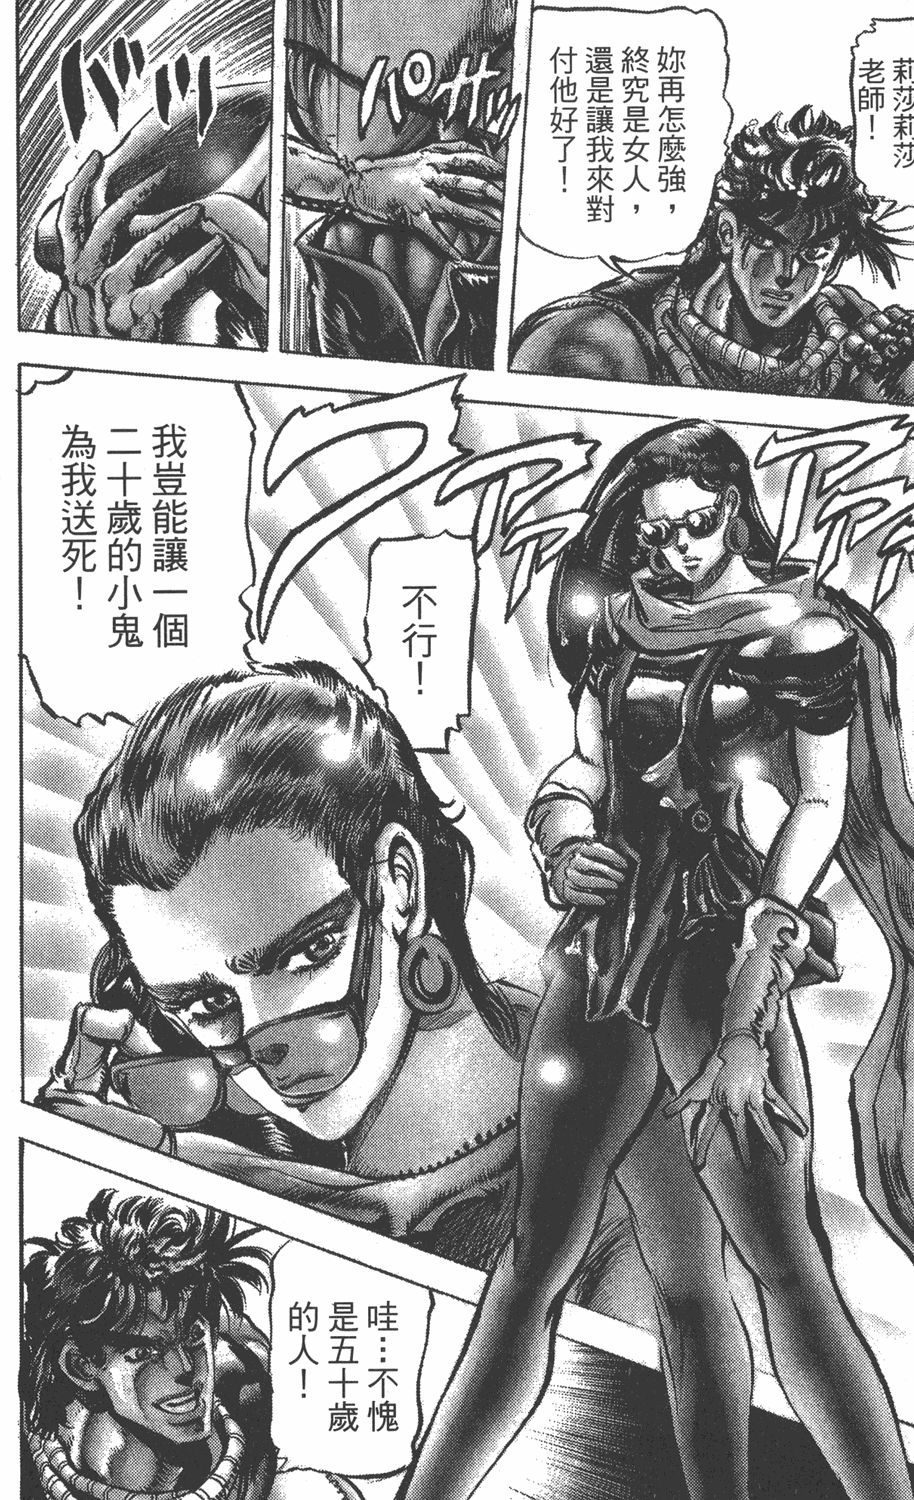 莉莎莉莎
老師！
妳再怎麼強，
終究是女人，
還是讓我來對
付他好了！
パサッ
バッ
不行！
我豈能讓一個
二十歲的小鬼
為我送死！
哇…不愧
是五十歲
的人！